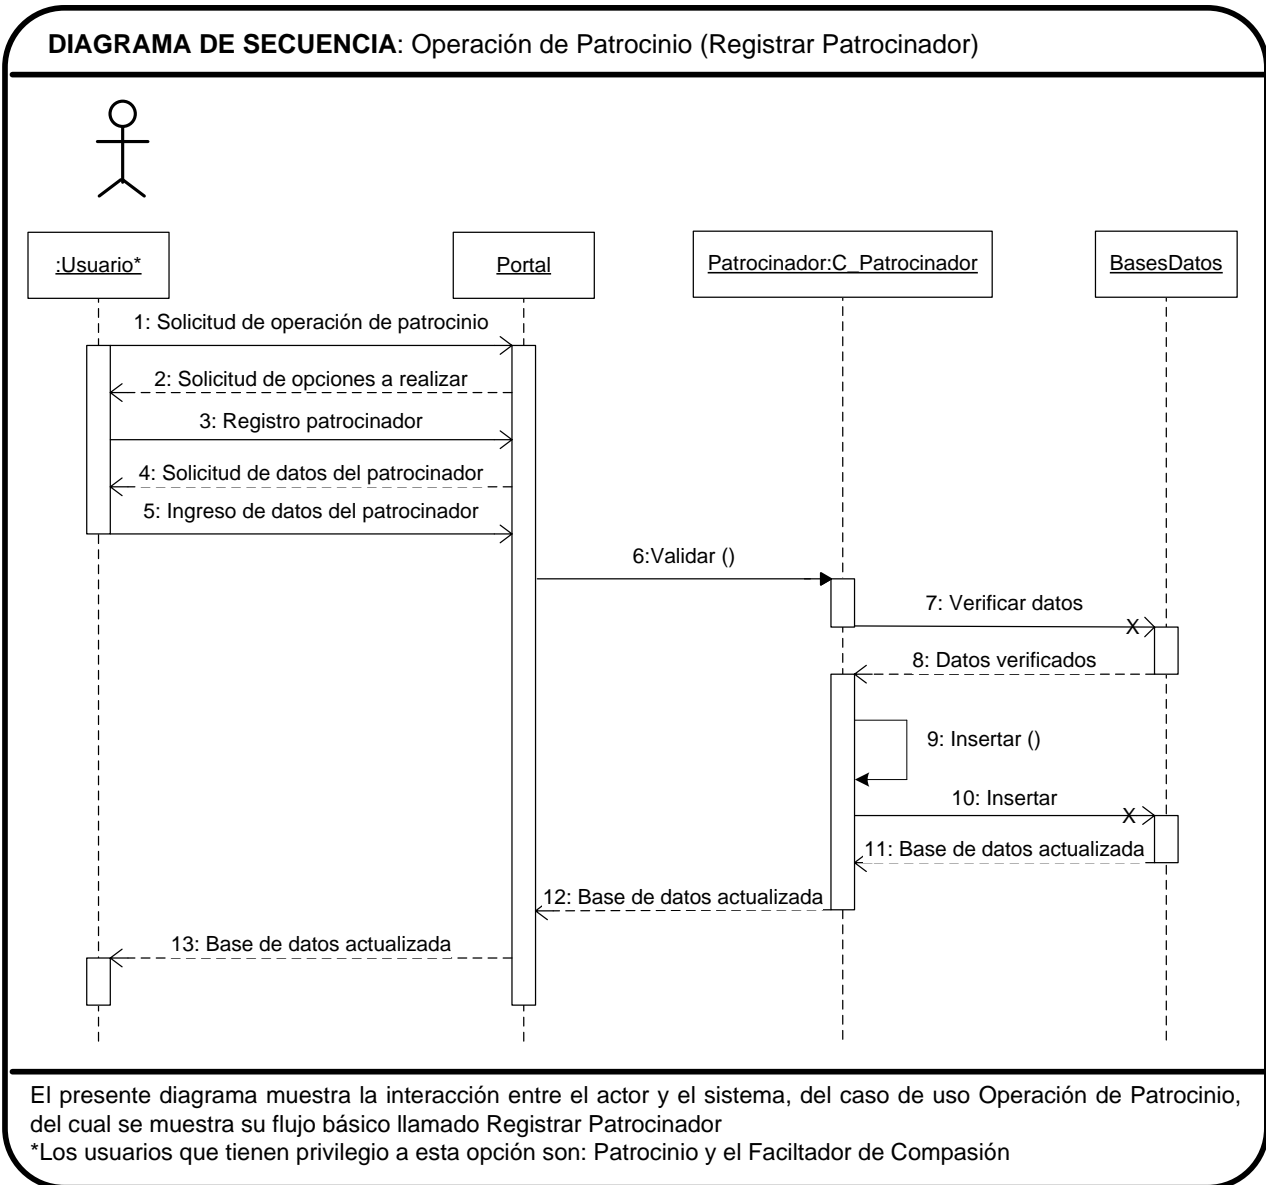 DIAGRAMA DE SECUENCIA: Operación de Patrocinio (Registrar Patrocinador)
:Usuario*
Portal
Patrocinador:C_Patrocinador
BasesDatos
1: Solicitud de operación de patrocinio
2: Solicitud de opciones a realizar
3: Registro patrocinador
4: Solicitud de datos del patrocinador
5: Ingreso de datos del patrocinador
6:Validar ()
7: Verificar datos
X
8: Datos verificados
9: Insertar ()
10: Insertar
X
11: Base de datos actualizada
12: Base de datos actualizada
13: Base de datos actualizada
El presente diagrama muestra la interacción entre el actor y el sistema, del caso de uso Operación de Patrocinio,
del cual se muestra su flujo básico llamado Registrar Patrocinador
*Los usuarios que tienen privilegio a esta opción son: Patrocinio y el Faciltador de Compasión